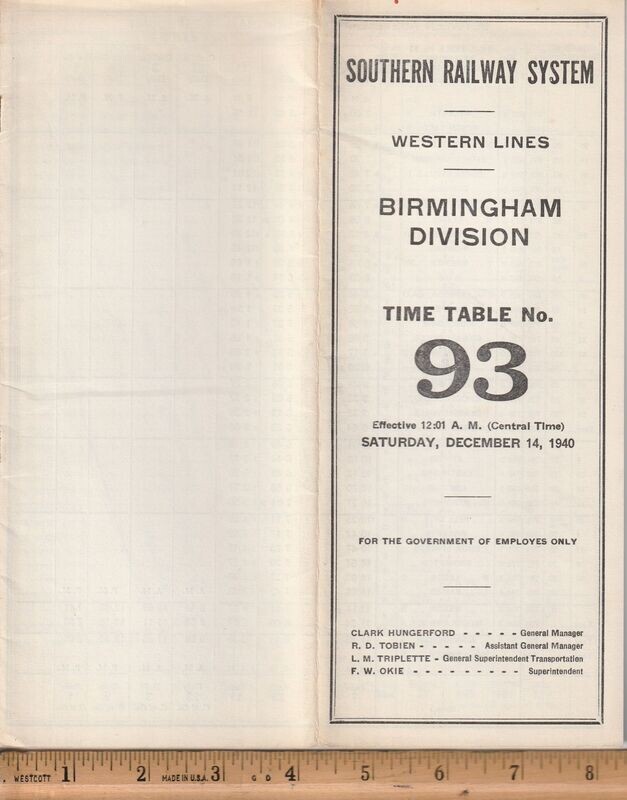 SOUTHERN RAILWAY SYSTEM
WESTERN LINES
BIRMINGHAM
DIVISION
TIME TABLE No.
93
Effective 12:01 A. M. (Central Time)
SATURDAY, DECEMBER 14, 1940
FOR THE GOVERNMENT OF EMPLOYES ONLY
CLARK HUNGERFORD - - - - - General Manager
R. D. TOBIEN - - - - - Assistant General Manager
L. M. TRIPLETTE - General Superintendent Transportation
F. W. OKIE - - - - - - - - - Superintendent
WESTCOTT 1 2 MADE IN U.S.A. 3 G D 4 5 6 7 8